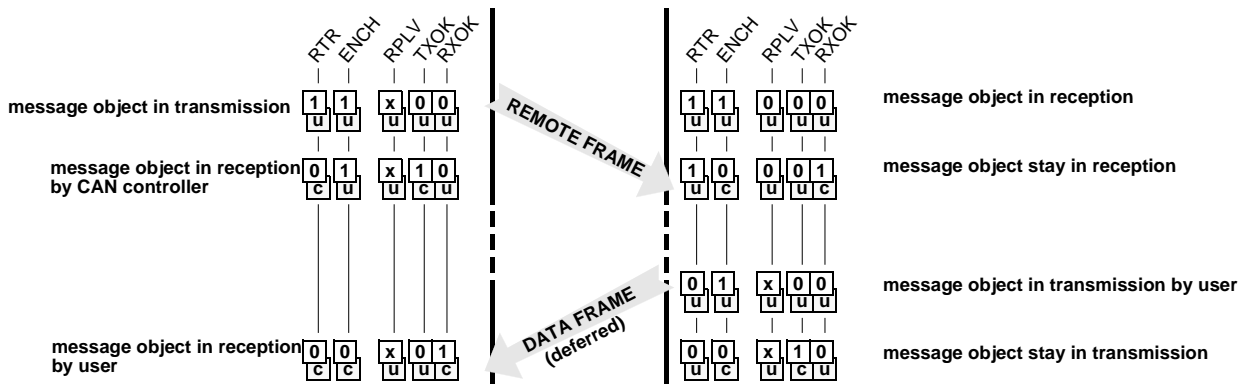 RTR ENCH RPLV TXOK RXOK RTR ENCH RPLV TXOK RXOK
message object in transmission 1 1 x 0 0 1 1 0 0 0 message object in reception
u u u u u u u u u u
REMOTE FRAME
message object in reception 0 1 x 1 0 1 0 0 0 1 message object stay in reception
by CAN controller c u u c u u c u u c
0 1 x 0 0 message object in transmission by user
u u u u u
DATA FRAME
(deferred)
message object in reception 0 0 x 0 1 0 0 x 1 0 message object stay in transmission
by user c c u u c u c u c u